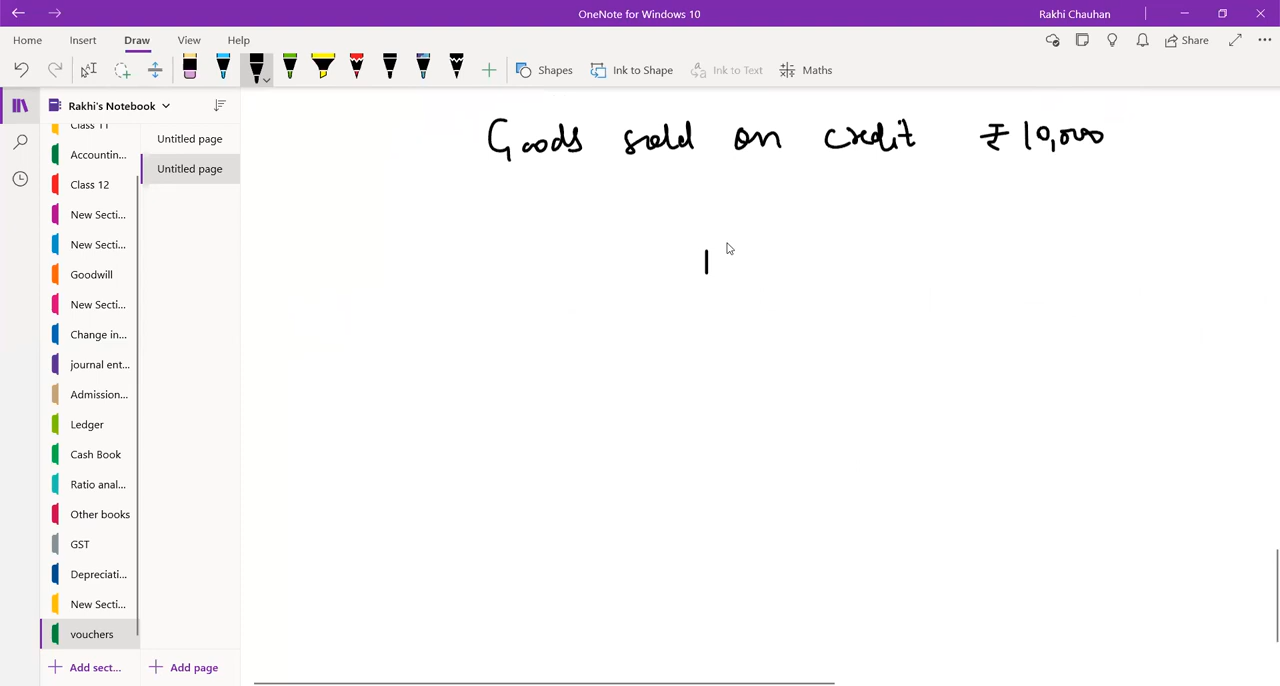 OneNote for Windows 10
Rakhi Chauhan
Home
Insert
Draw
View
Help
Share
Shapes
Ink to Shape
Ink to Text
Maths
Rakhi's Notebook
Class 11
Accountin...
Class 12
New Secti...
New Secti...
Goodwill
New Secti...
Change in...
journal ent...
Admission...
Ledger
Cash Book
Ratio anal...
Other books
GST
Depreciati...
New Secti...
vouchers
Add sect...
Untitled page
Untitled page
Add page
Goods sold on credit ₹10,000